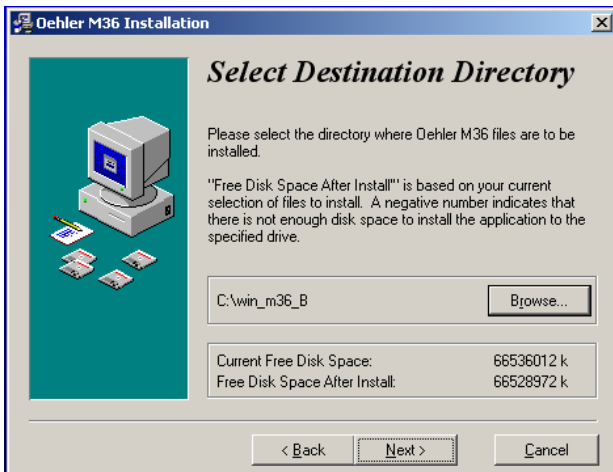 Oehler M36 Installation
Select Destination Directory
Please select the directory where Oehler M36 files are to be
installed.
"Free Disk Space After Install'" is based on your current
selection of files to install.  A negative number indicates that
there is not enough disk space to install the application to the
specified drive.
C:\win_m36_B
Browse...
Current Free Disk Space: 66536012 k
Free Disk Space After Install: 66528972 k
< Back Next > Cancel